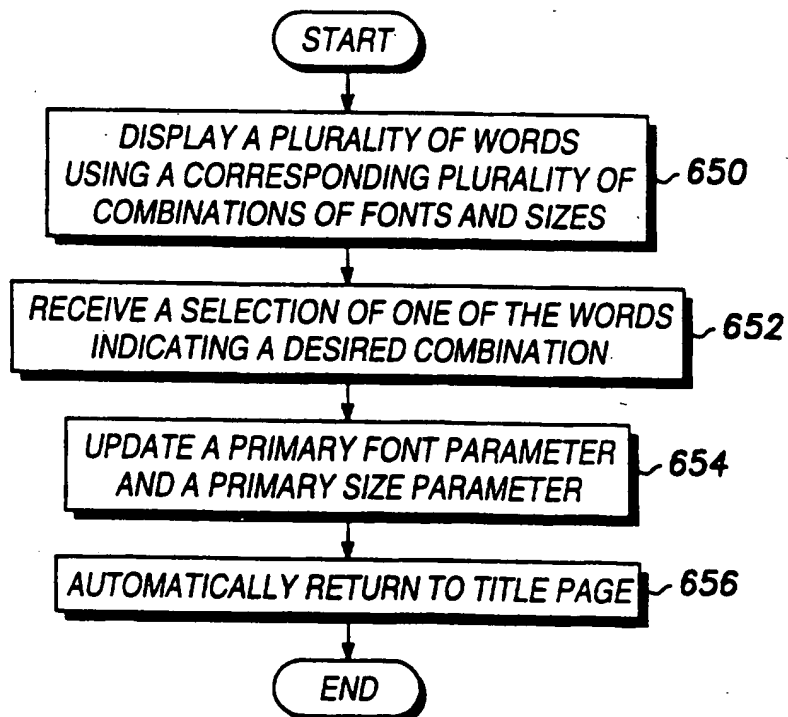 START
DISPLAY A PLURALITY OF WORDS
USING A CORRESPONDING PLURALITY OF
COMBINATIONS OF FONTS AND SIZES
650
RECEIVE A SELECTION OF ONE OF THE WORDS
INDICATING A DESIRED COMBINATION
652
UPDATE A PRIMARY FONT PARAMETER
AND A PRIMARY SIZE PARAMETER
654
AUTOMATICALLY RETURN TO TITLE PAGE
656
END